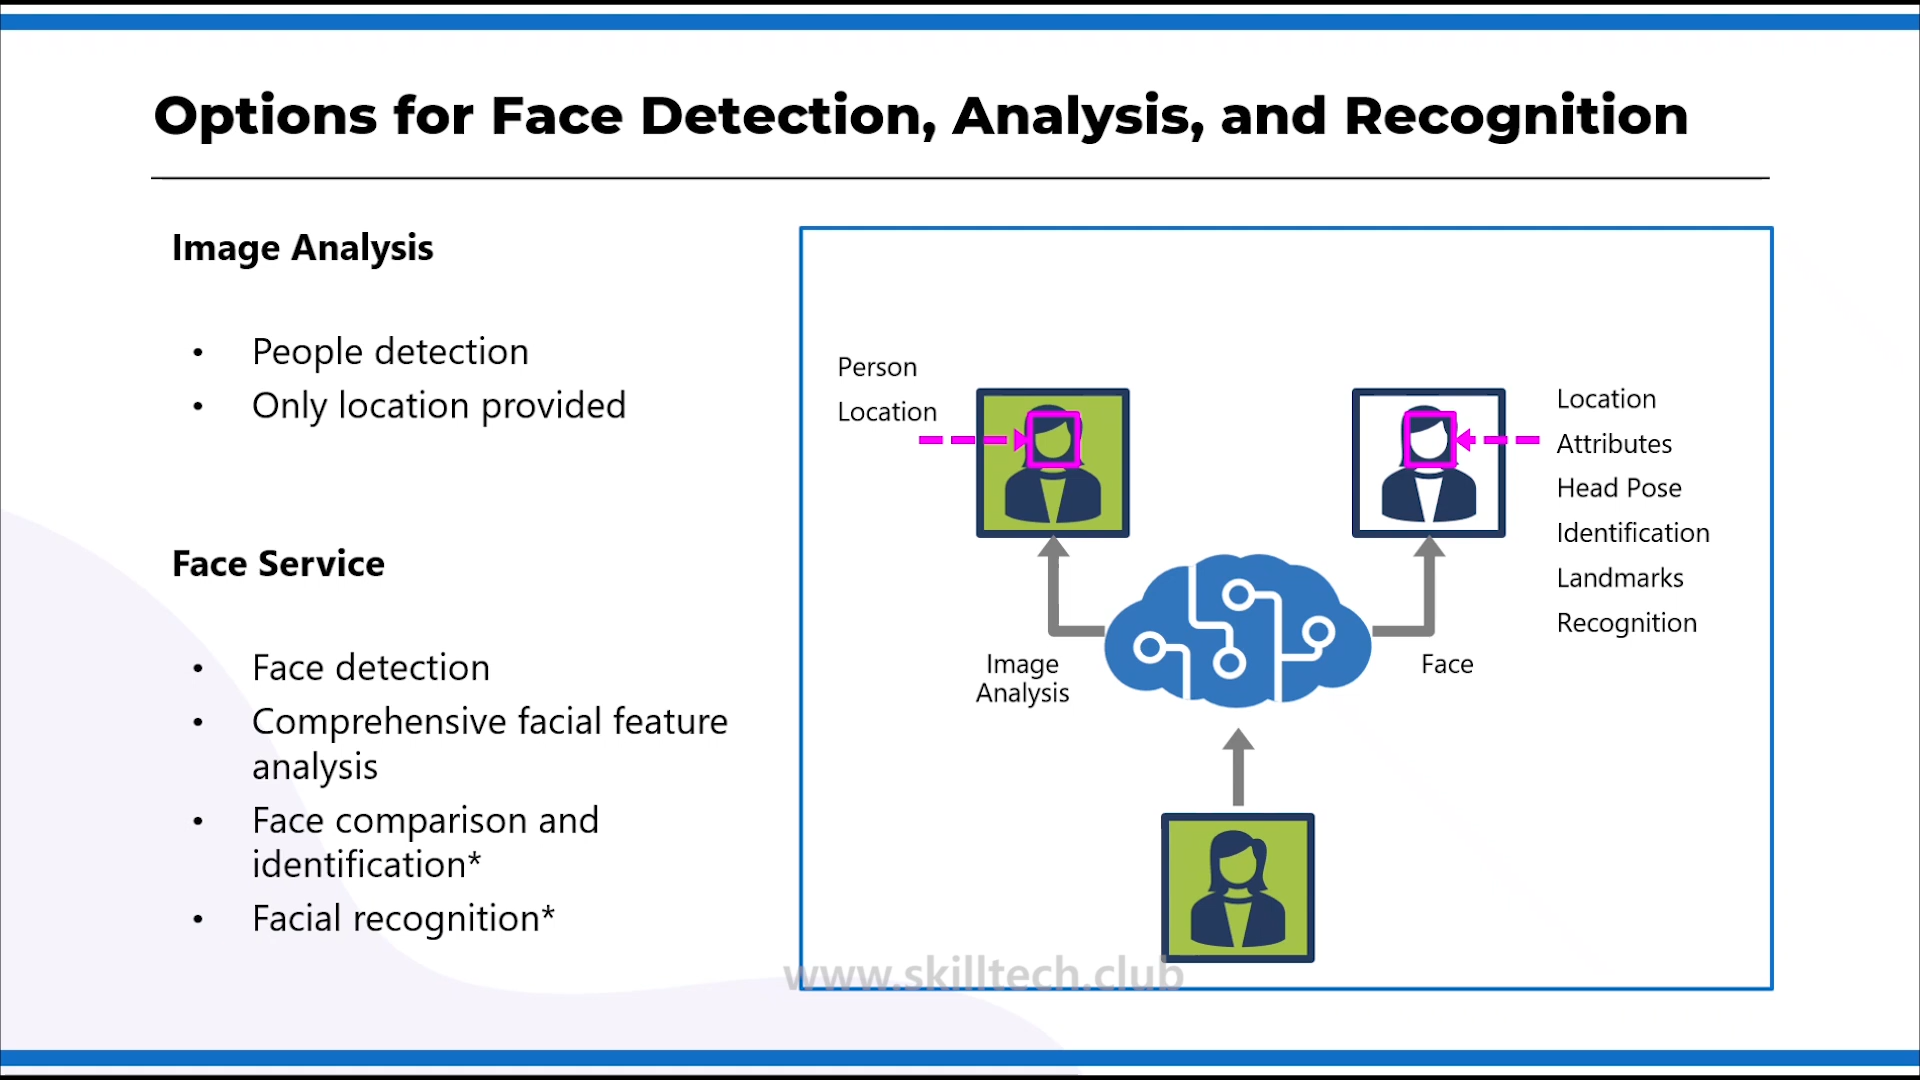 Options for Face Detection, Analysis, and Recognition
Image Analysis
• People detection
• Only location provided
Face Service
• Face detection
• Comprehensive facial feature
analysis
• Face comparison and
identification*
• Facial recognition*
Person
Location
Location
Attributes
Head Pose
Identification
Landmarks
Recognition
Image
Analysis
Face
www.skilltech.club